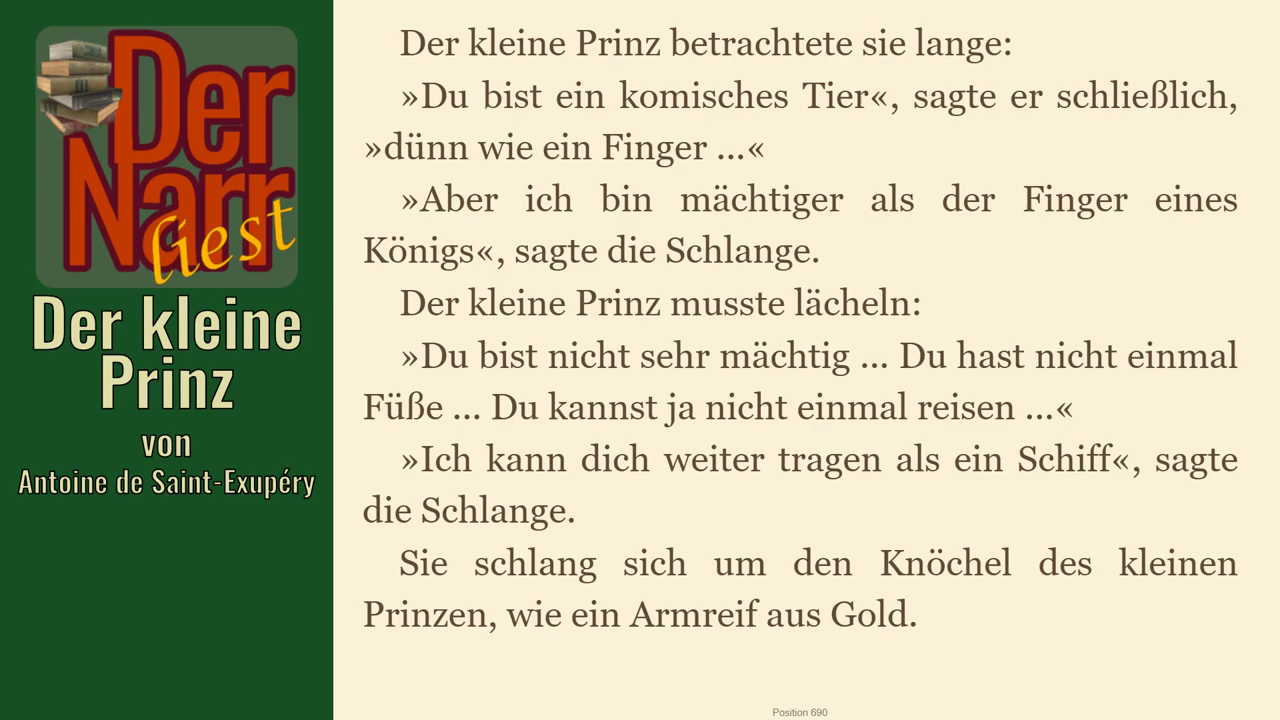 Der
Narr
liest
Der kleine
Prinz
von
Antoine de Saint-Exupéry
Der kleine Prinz betrachtete sie lange:
»Du bist ein komisches Tier«, sagte er schließlich,
»dünn wie ein Finger ...«
»Aber ich bin mächtiger als der Finger eines
Königs«, sagte die Schlange.
Der kleine Prinz musste lächeln:
»Du bist nicht sehr mächtig ... Du hast nicht einmal
Füße ... Du kannst ja nicht einmal reisen ...«
»Ich kann dich weiter tragen als ein Schiff«, sagte
die Schlange.
Sie schlang sich um den Knöchel des kleinen
Prinzen, wie ein Armreif aus Gold.
Position 690